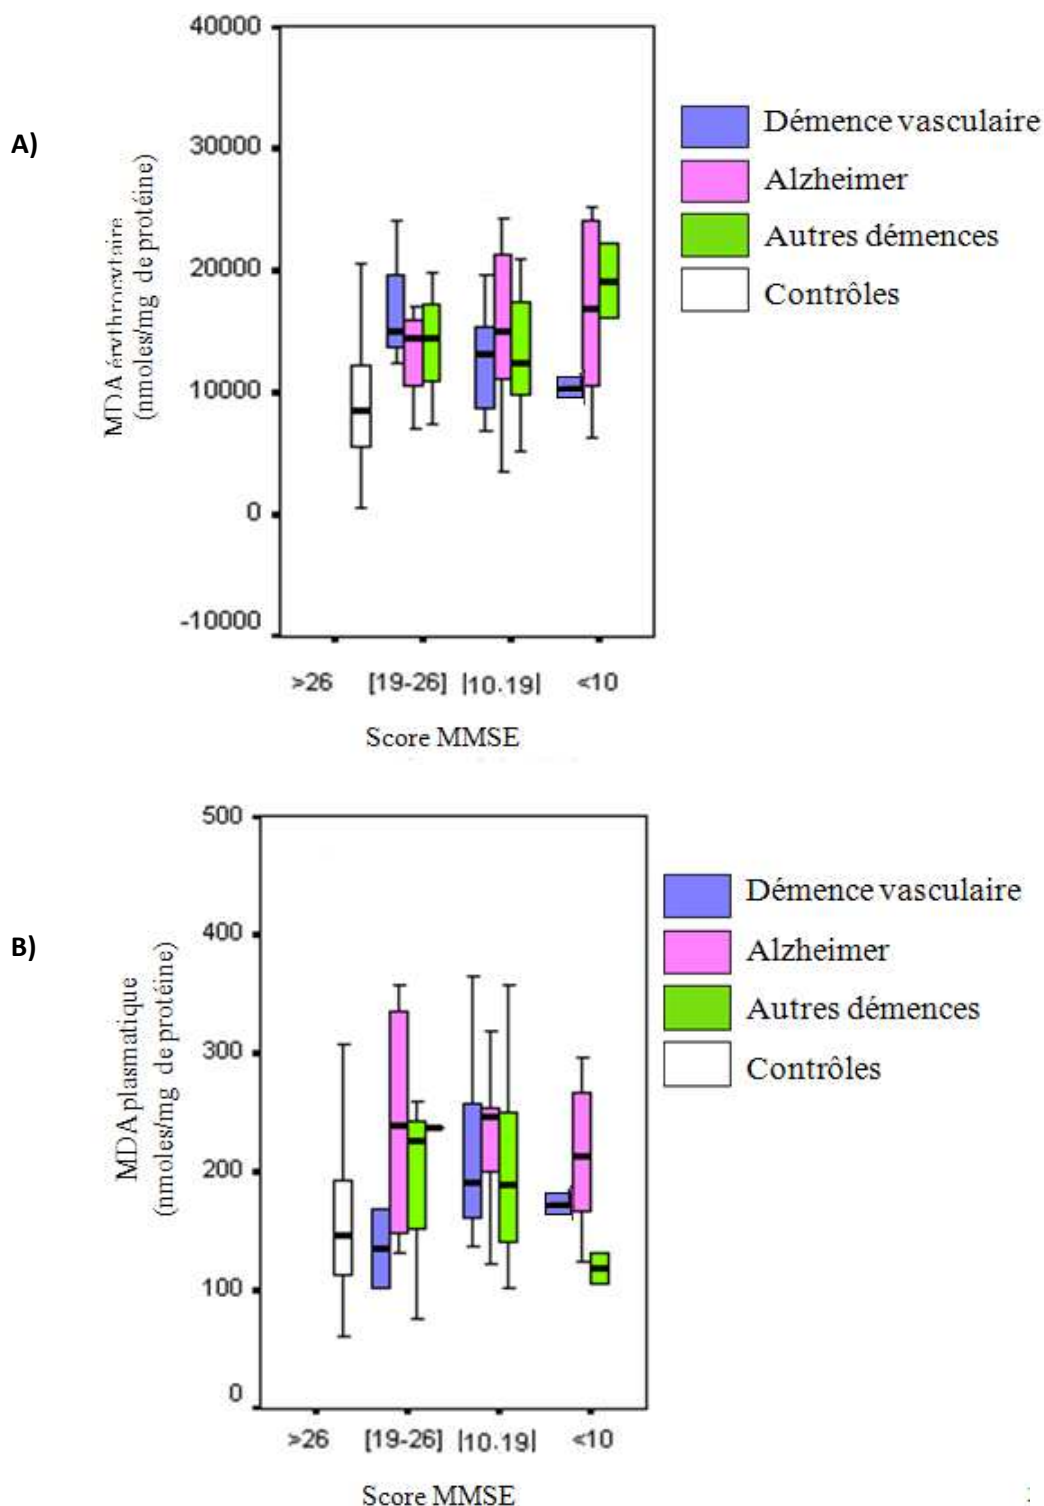 A)
40000
30000
20000
10000
0
-10000
MDA érythrocytaire
(nmoles/mg de protéine)
Démence vasculaire
Alzheimer
Autres démences
Contrôles
>26 [19-26] |10.19| <10
Score MMSE
B)
500
400
300
200
100
0
MDA plasmatique
(nmoles/mg de protéine)
Démence vasculaire
Alzheimer
Autres démences
Contrôles
>26 [19-26] |10.19| <10
Score MMSE